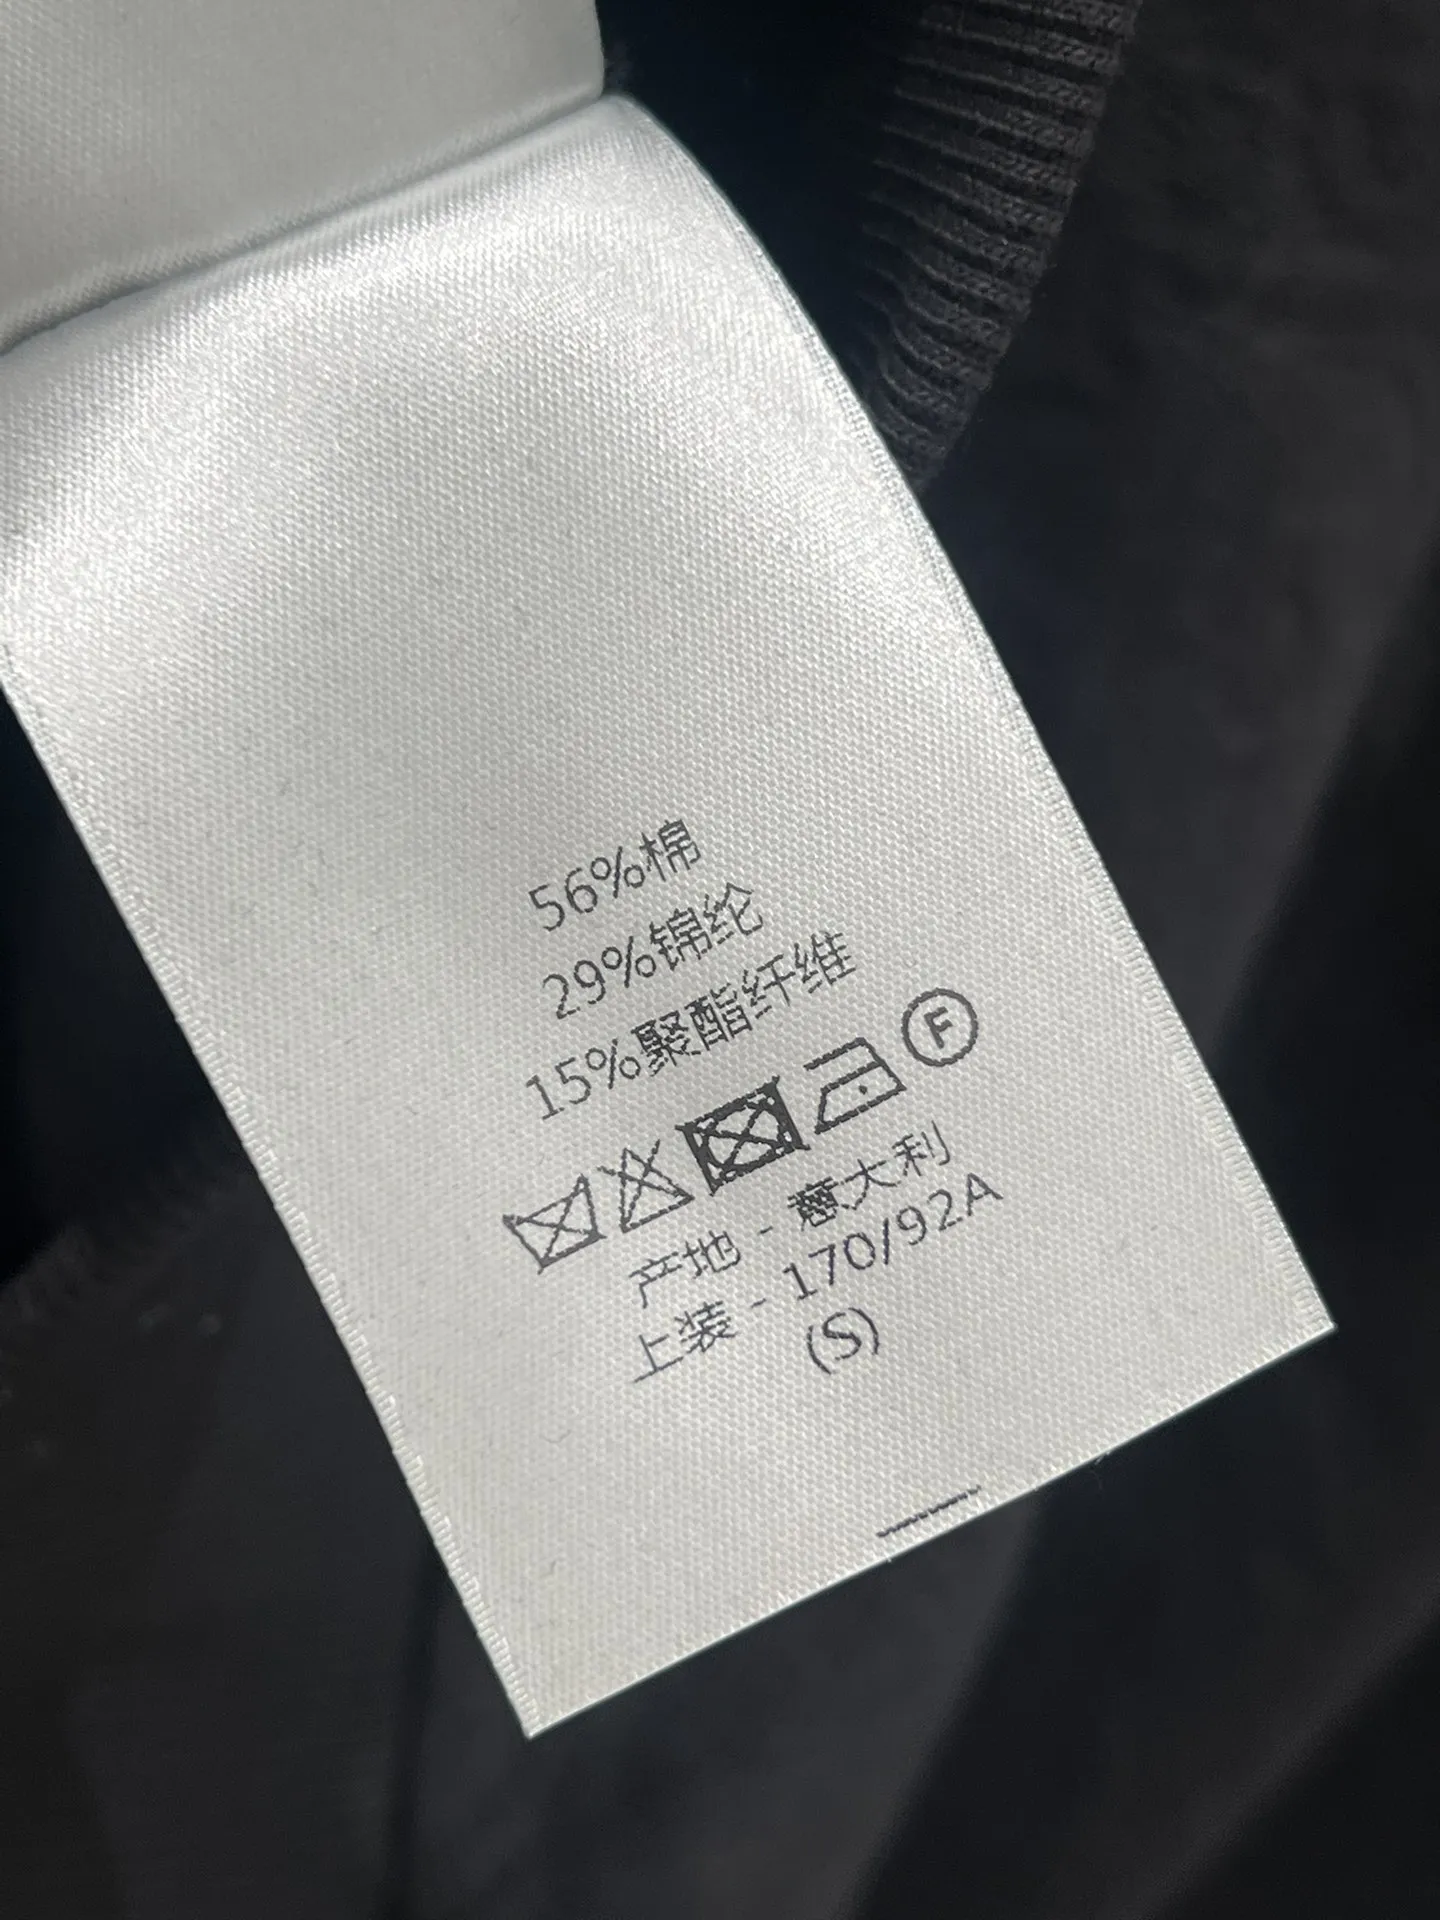 56%棉
29%锦纶
15%聚酯纤维
F
产地 - 意大利
上装 - 170/92A
(S)